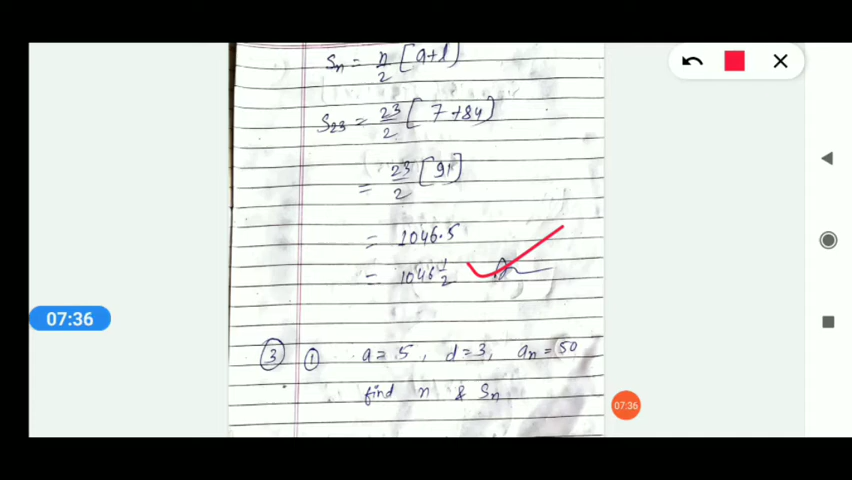 Sn = n/2 [a+l]
S23 = 23/2 [7+84]
= 23/2 [91]
= 1046.5
= 1046 1/2
07:36
③ ① a = 5, d = 3, an = 50
find n & Sn
07:36